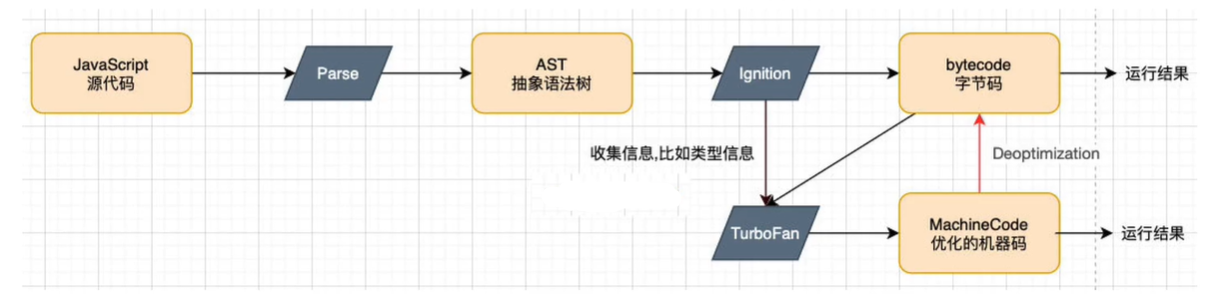 JavaScript
源代码
Parse
AST
抽象语法树
Ignition
bytecode
字节码
运行结果
收集信息,比如类型信息
Deoptimization
TurboFan
MachineCode
优化的机器码
运行结果